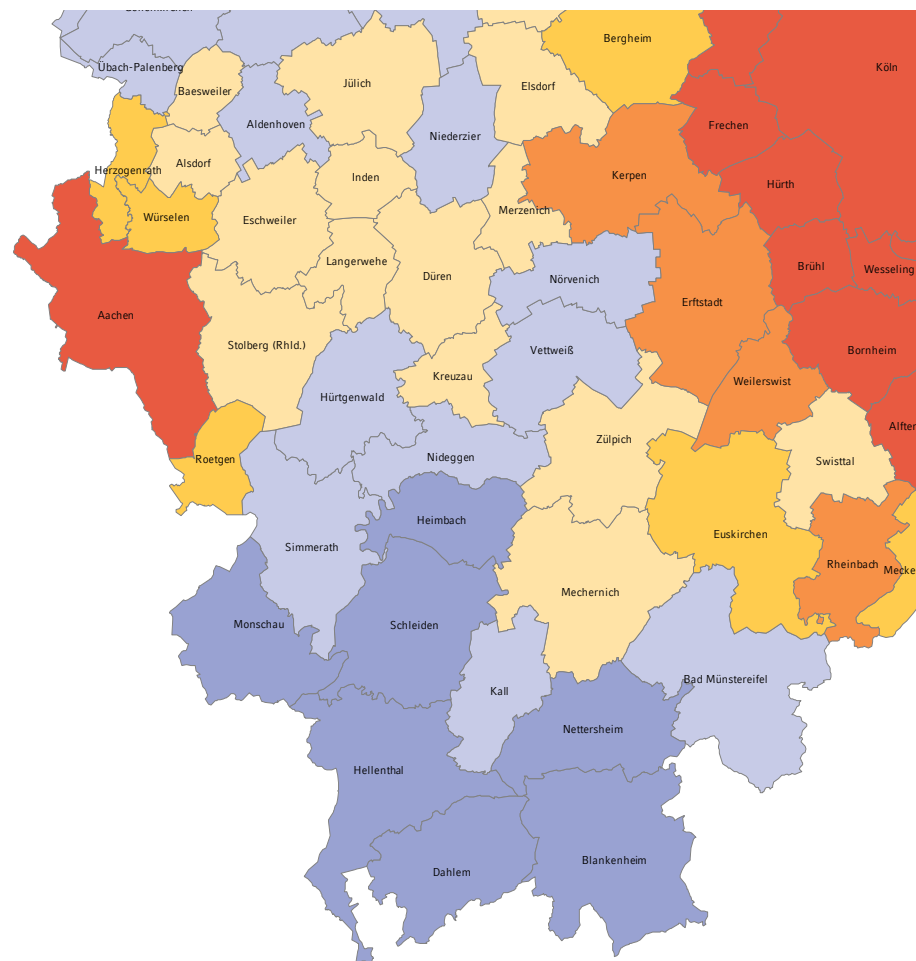 Bergheim
Köln
Übach-Palenberg
Jülich
Elsdorf
Baesweiler
Aldenhoven
Frechen
Niederzier
Alsdorf
Herzogenrath
Inden
Kerpen
Hürth
Merzenich
Würselen
Eschweiler
Langerwehe
Düren
Nörvenich
Brühl
Wesseling
Erftstadt
Aachen
Stolberg (Rhld.)
Vettweiß
Bornheim
Kreuzau
Weilerswist
Hürtgenwald
Alfter
Zülpich
Roetgen
Nideggen
Swisttal
Heimbach
Euskirchen
Simmerath
Rheinbach
Mecke
Mechernich
Monschau
Schleiden
Kall
Bad Münstereifel
Nettersheim
Hellenthal
Blankenheim
Dahlem